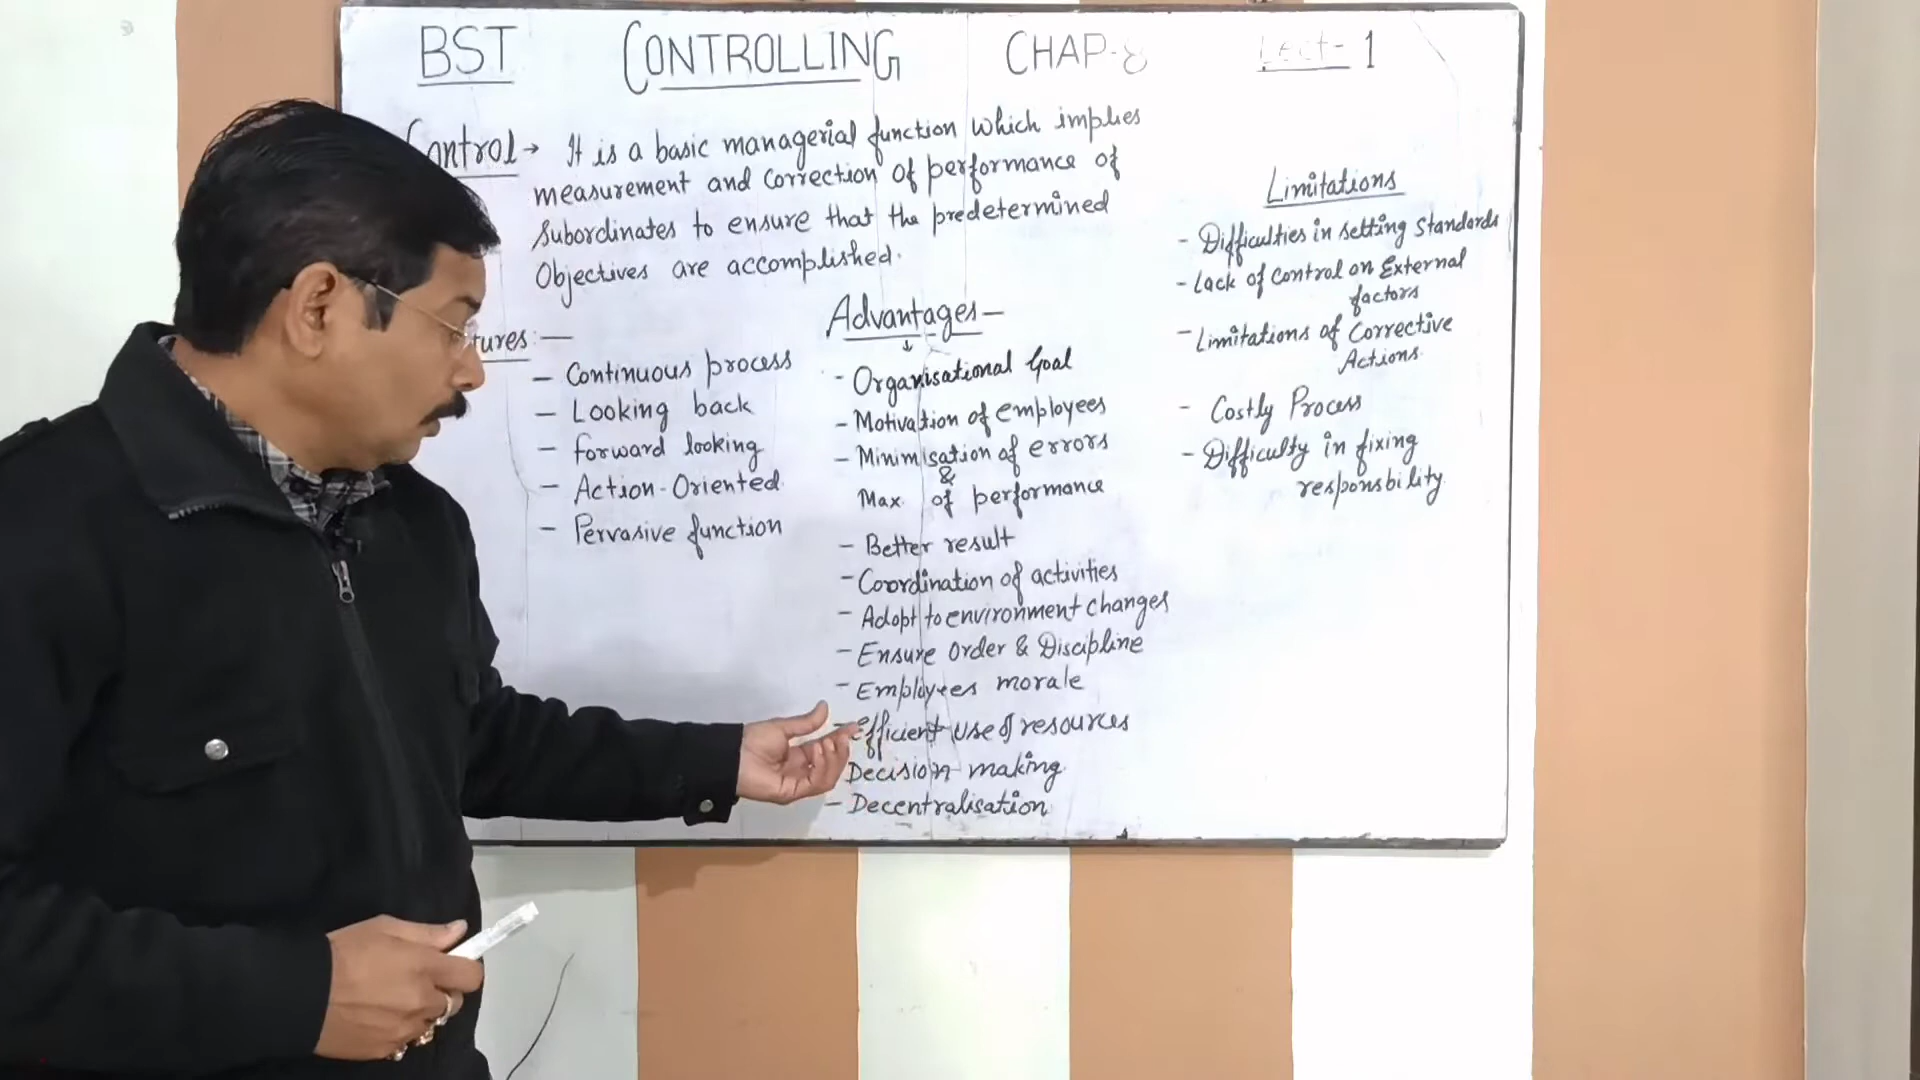 BST CONTROLLING CHAP-8 Lect-1
Control → It is a basic managerial function which implies
measurement and correction of performance of
Subordinates to ensure that the predetermined
Objectives are accomplished.
tures :—
– Continuous process
– Looking back
– forward looking
– Action-Oriented
– Pervasive function
Advantages –
↓
- Organisational Goal
- Motivation of employees
- Minimisation of errors
&
Max. of performance
- Better result
- Coordination of activities
- Adopt to environment changes
- Ensure Order & Discipline
- Employees morale
- Efficient Use of resources
Decision making
- Decentralisation
Limitations
- Difficulties in setting Standards
- Lack of control on External
factors
- Limitations of Corrective
Actions.
- Costly Process
- Difficulty in fixing
responsbility.